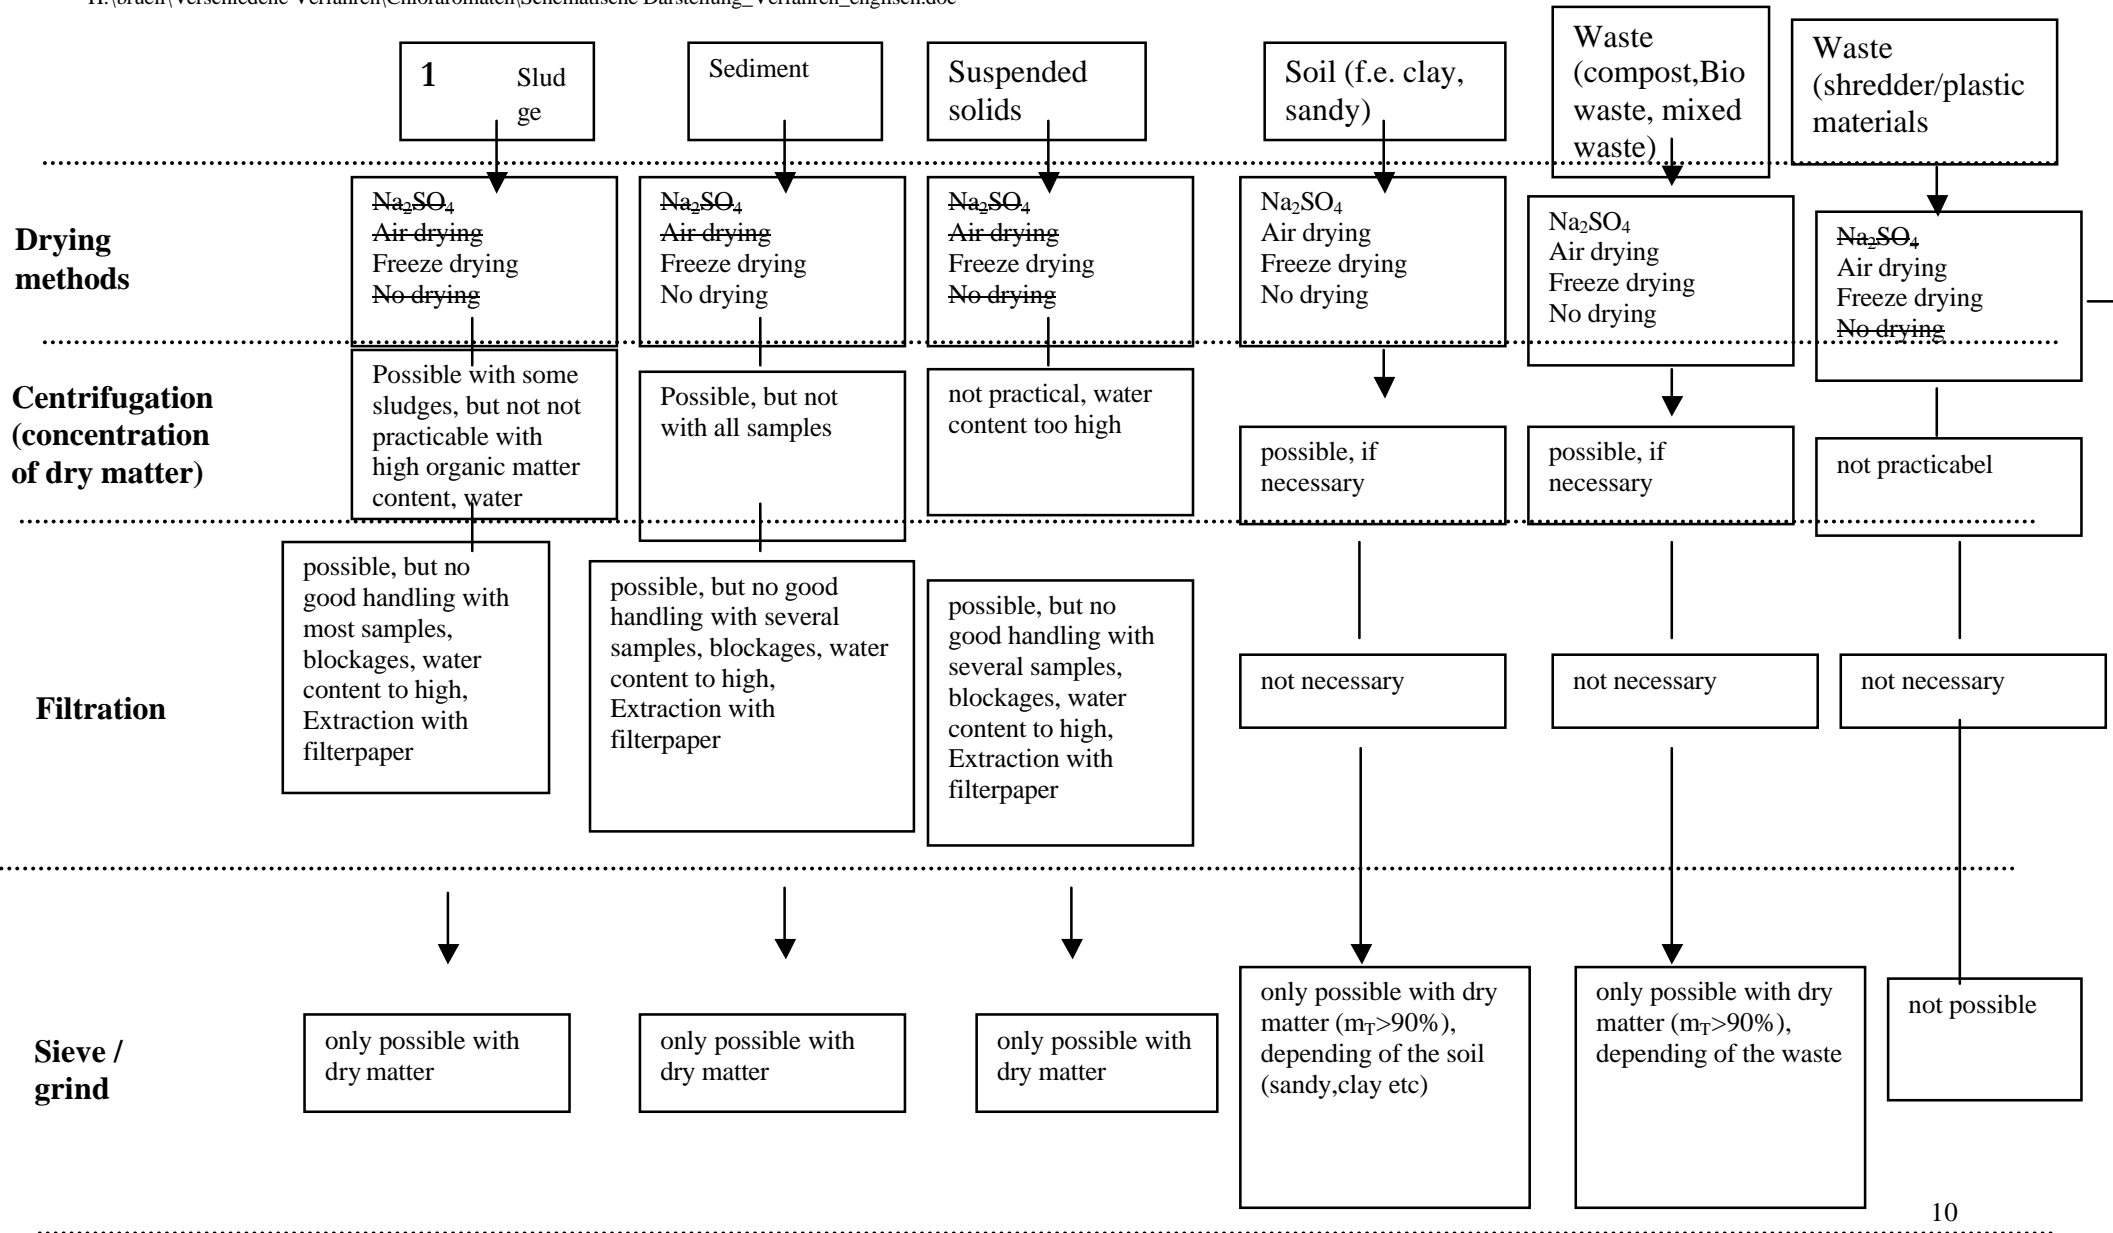 H:\bruell\Verschiedene Verfahren\Chloraromaten\Schematische Darstellung_Verfahren_englisch.doc
1 Slud
ge
Sediment
Suspended
solids
Soil (f.e. clay,
sandy)
Waste
(compost,Bio
waste, mixed
waste)
Waste
(shredder/plastic
materials
Drying
methods
Na2SO4
Air drying
Freeze drying
No drying
Na2SO4
Air drying
Freeze drying
No drying
Na2SO4
Air drying
Freeze drying
No drying
Na2SO4
Air drying
Freeze drying
No drying
Na2SO4
Air drying
Freeze drying
No drying
Na2SO4
Air drying
Freeze drying
No drying
Centrifugation
(concentration
of dry matter)
Possible with some
sludges, but not not
practicable with
high organic matter
content, water
Possible, but not
with all samples
not practical, water
content too high
possible, if
necessary
possible, if
necessary
not practicabel
Filtration
possible, but no
good handling with
most samples,
blockages, water
content to high,
Extraction with
filterpaper
possible, but no good
handling with several
samples, blockages, water
content to high,
Extraction with
filterpaper
possible, but no
good handling with
several samples,
blockages, water
content to high,
Extraction with
filterpaper
not necessary
not necessary
not necessary
Sieve /
grind
only possible with
dry matter
only possible with
dry matter
only possible with
dry matter
only possible with dry
matter (mT>90%),
depending of the soil
(sandy,clay etc)
only possible with dry
matter (mT>90%),
depending of the waste
not possible
10